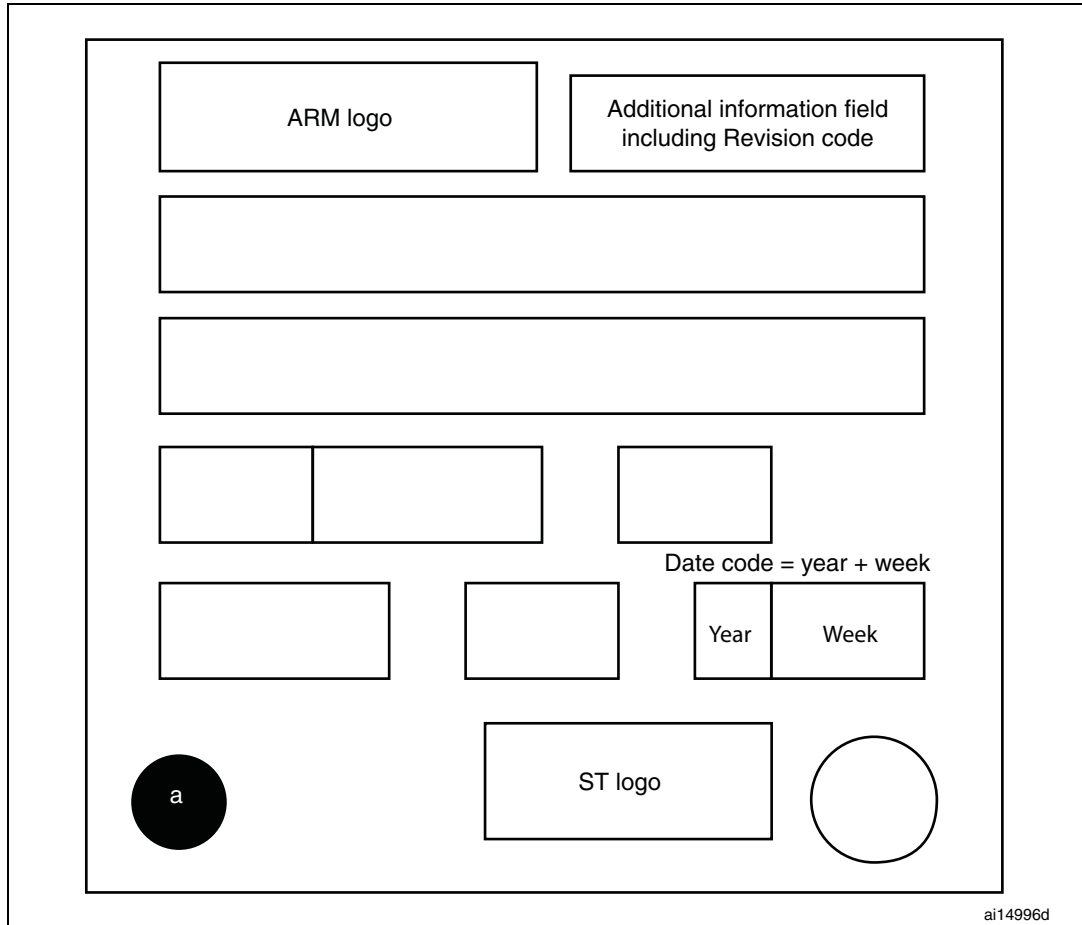 ARM logo
Additional information field
including Revision code
Date code = year + week
Year
Week
a
ST logo
ai14996d